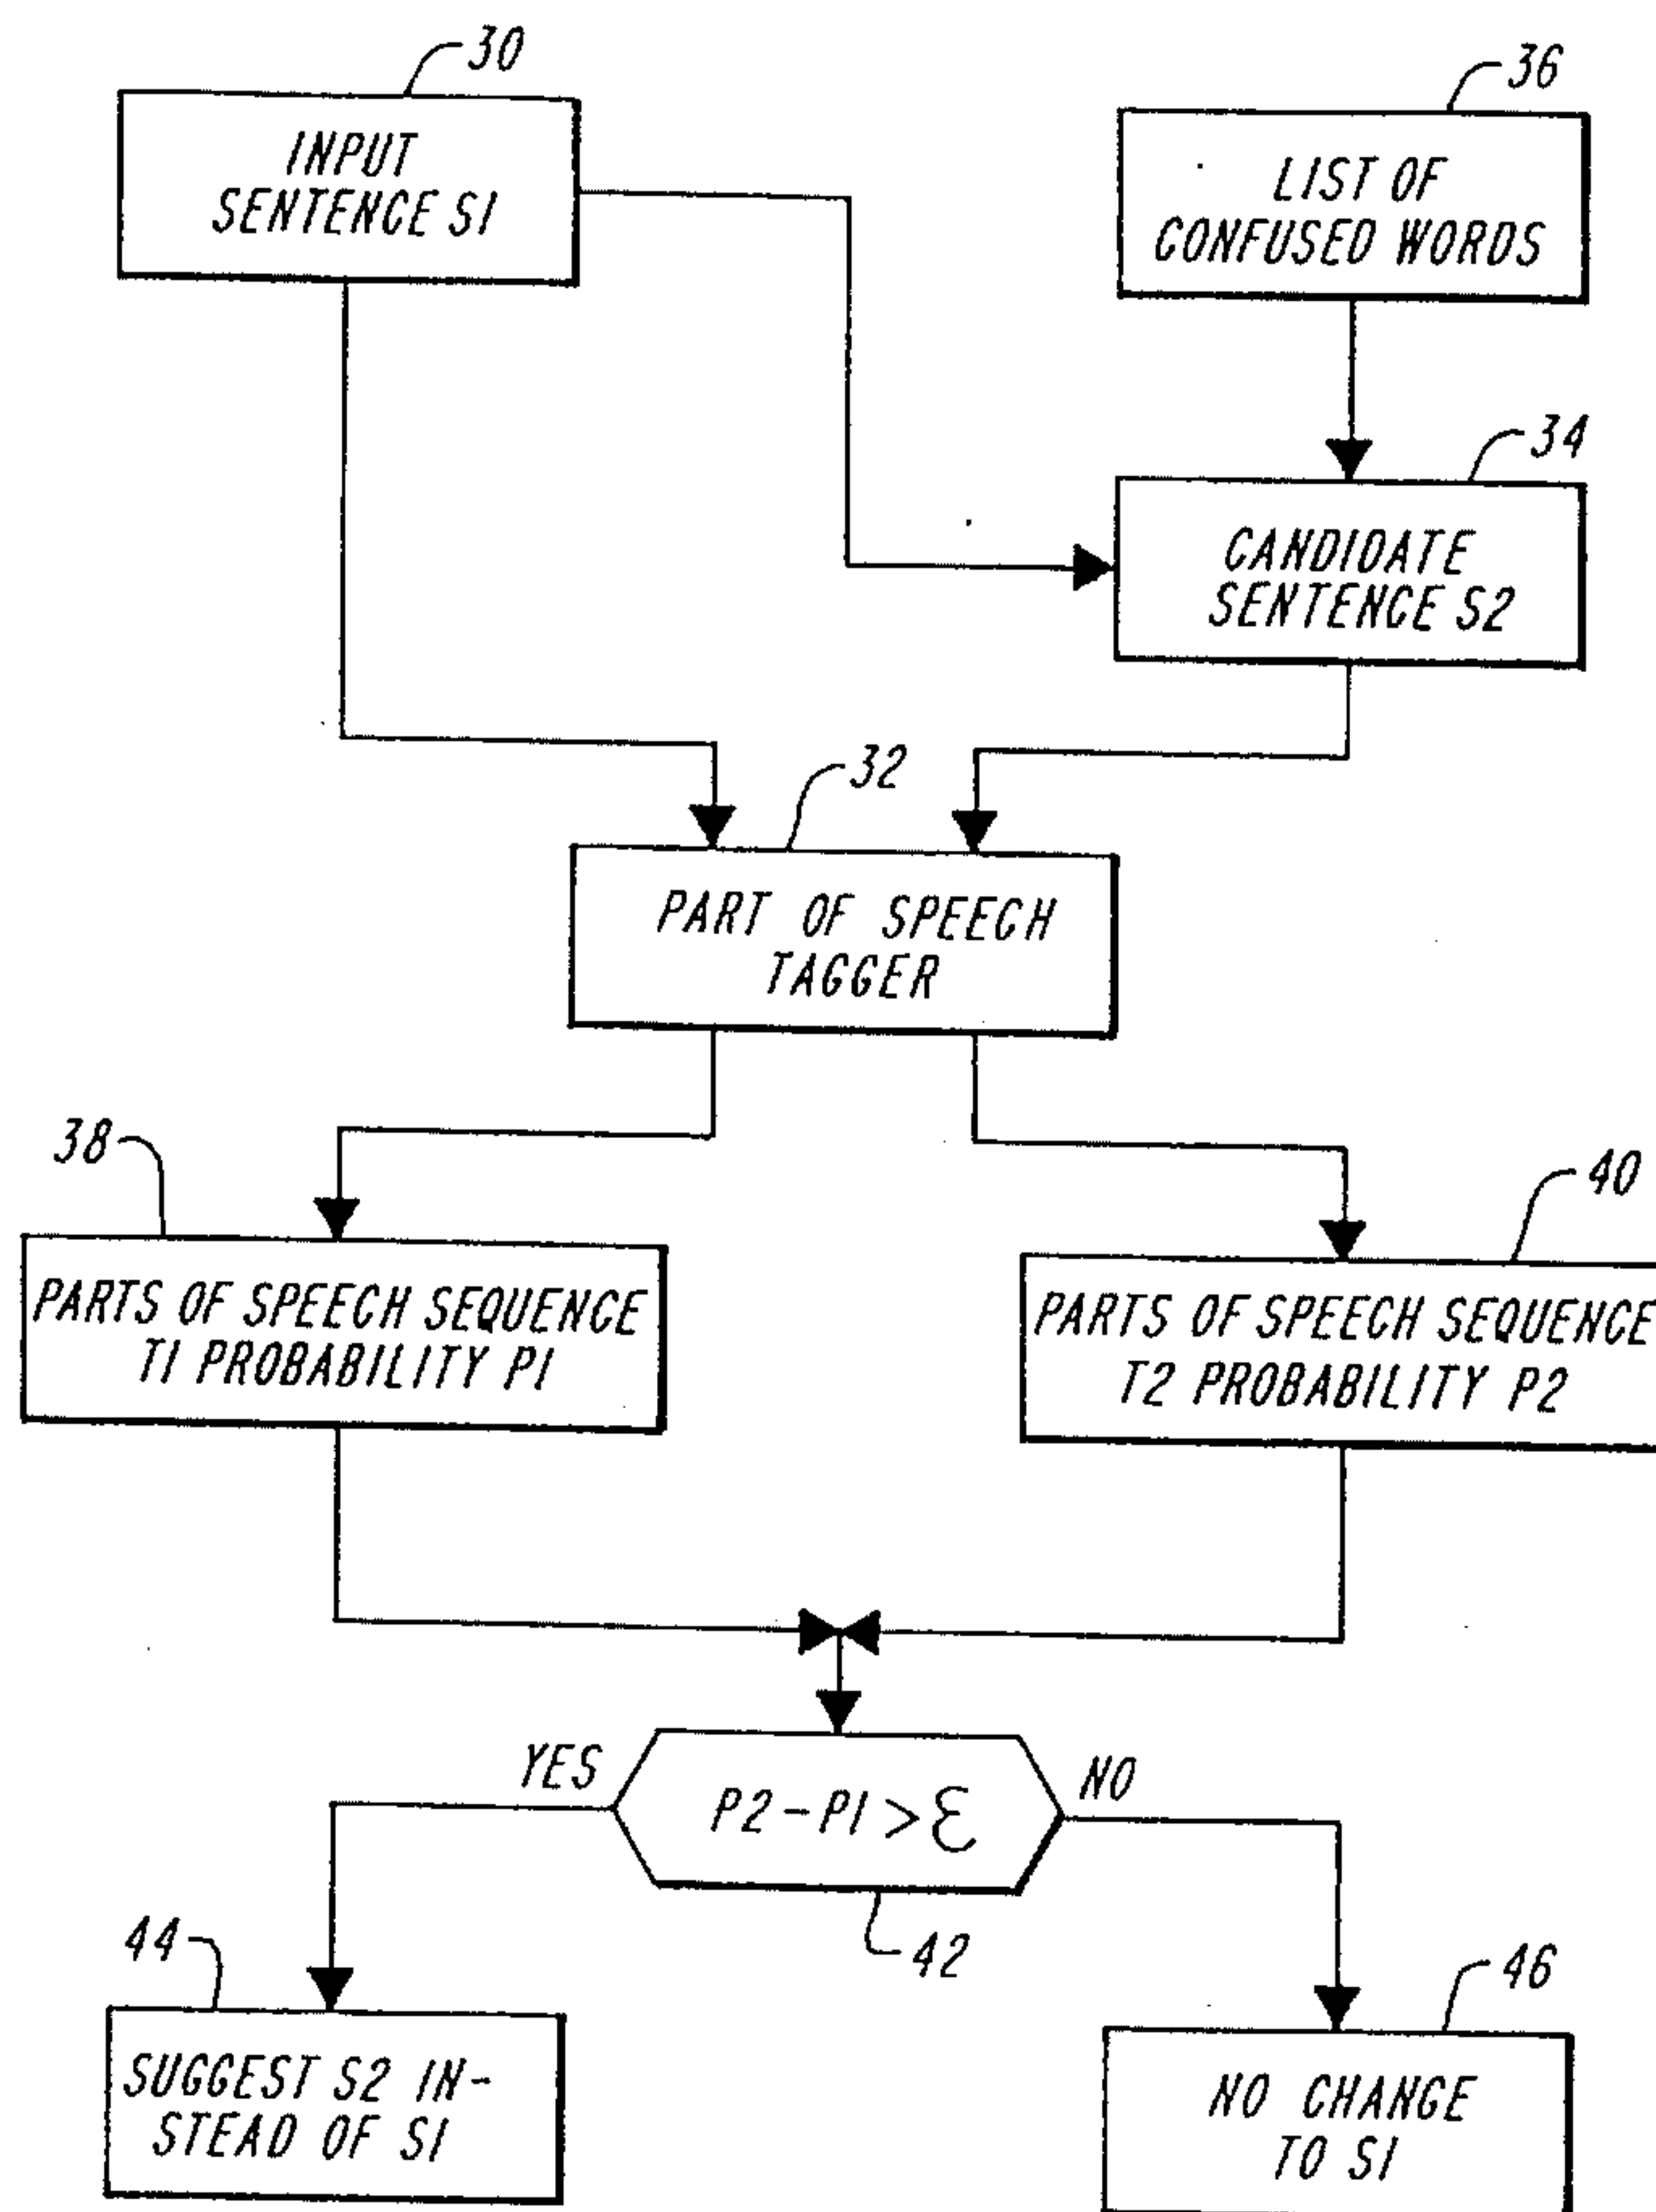 30
INPUT
SENTENCE S1
36
LIST OF
CONFUSED WORDS
34
CANDIDATE
SENTENCE S2
32
PART OF SPEECH
TAGGER
38
PARTS OF SPEECH SEQUENCE
T1 PROBABILITY P1
40
PARTS OF SPEECH SEQUENCE
T2 PROBABILITY P2
YES
P2-P1>ε
NO
42
44
SUGGEST S2 IN-
STEAD OF S1
46
NO CHANGE
TO S1